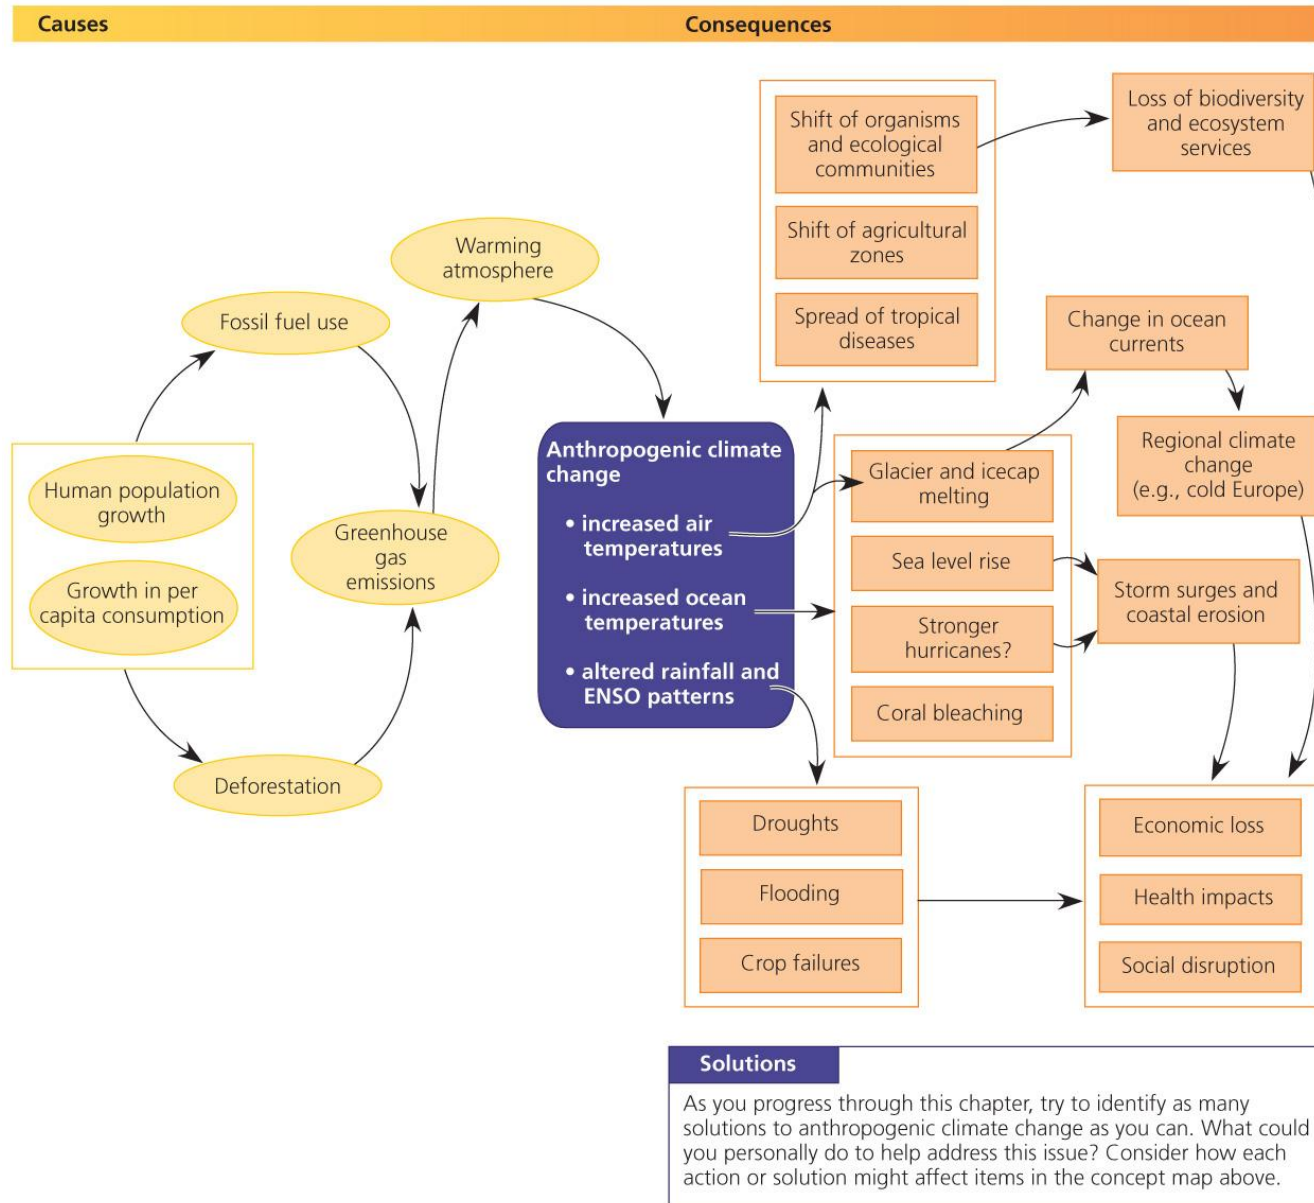 Causes
Consequences
Human population
growth
Growth in per
capita consumption
Fossil fuel use
Deforestation
Greenhouse
gas
emissions
Warming
atmosphere
Anthropogenic climate
change
• increased air
temperatures
• increased ocean
temperatures
• altered rainfall and
ENSO patterns
Shift of organisms
and ecological
communities
Shift of agricultural
zones
Spread of tropical
diseases
Loss of biodiversity
and ecosystem
services
Glacier and icecap
melting
Sea level rise
Stronger
hurricanes?
Coral bleaching
Change in ocean
currents
Regional climate
change
(e.g., cold Europe)
Storm surges and
coastal erosion
Droughts
Flooding
Crop failures
Economic loss
Health impacts
Social disruption
Solutions
As you progress through this chapter, try to identify as many
solutions to anthropogenic climate change as you can. What could
you personally do to help address this issue? Consider how each
action or solution might affect items in the concept map above.